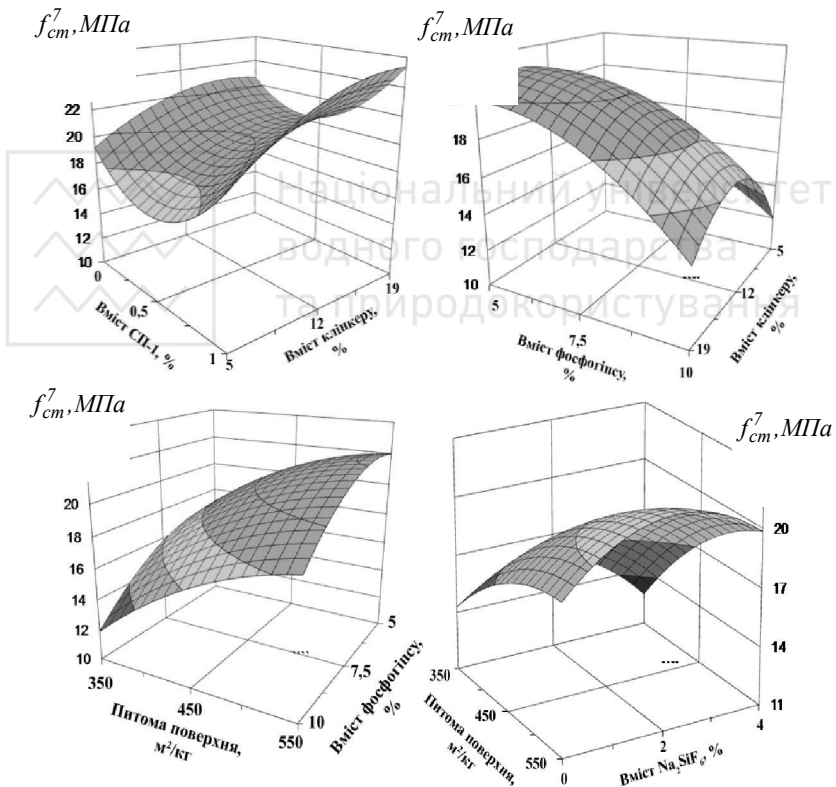 f_cm^7, МПа
22
20
18
16
14
12
10
0
0,5
1
Вміст СП-1, %
5
12
19
Вміст клінкеру,
%
f_cm^7, МПа
18
16
14
12
10
5
7,5
10
Вміст фосфогіпсу,
%
5
12
19
Вміст клінкеру,
%
Національний університет
водного господарства
та природокористування
f_cm^7, МПа
20
18
16
14
12
10
350
450
550
Питома поверхня,
м²/кг
5
7,5
10
Вміст фосфогіпсу,
%
f_cm^7, МПа
20
17
14
11
350
450
550
Питома поверхня,
м²/кг
0
2
4
Вміст Na₂SiF₆, %